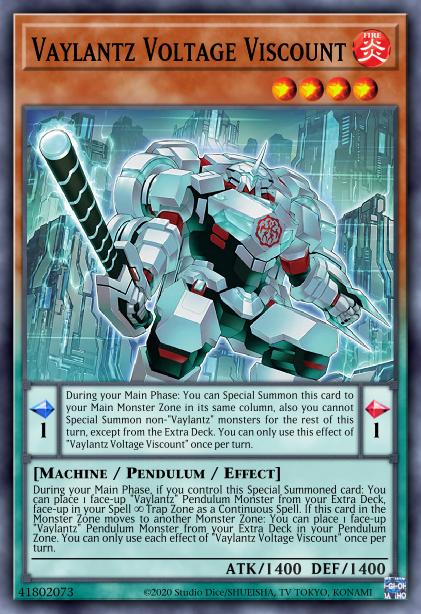 VAYLANTZ VOLTAGE VISCOUNT
FIRE
炎
During your Main Phase: You can Special Summon this card to
your Main Monster Zone in its same column, also you cannot
Special Summon non-"Vaylantz" monsters for the rest of this
turn, except from the Extra Deck. You can only use this effect of
"Vaylantz Voltage Viscount" once per turn.
1
1
[MACHINE / PENDULUM / EFFECT]
During your Main Phase, if you control this Special Summoned card: You
can place 1 face-up "Vaylantz" Pendulum Monster from your Extra Deck,
face-up in your Spell ∞ Trap Zone as a Continuous Spell. If this card in the
Monster Zone moves to another Monster Zone: You can place 1 face-up
"Vaylantz" Pendulum Monster from your Extra Deck in your Pendulum
Zone. You can only use each effect of "Vaylantz Voltage Viscount" once per
turn.
ATK/1400 DEF/1400
41802073
©2020 Studio Dice/SHUEISHA, TV TOKYO, KONAMI